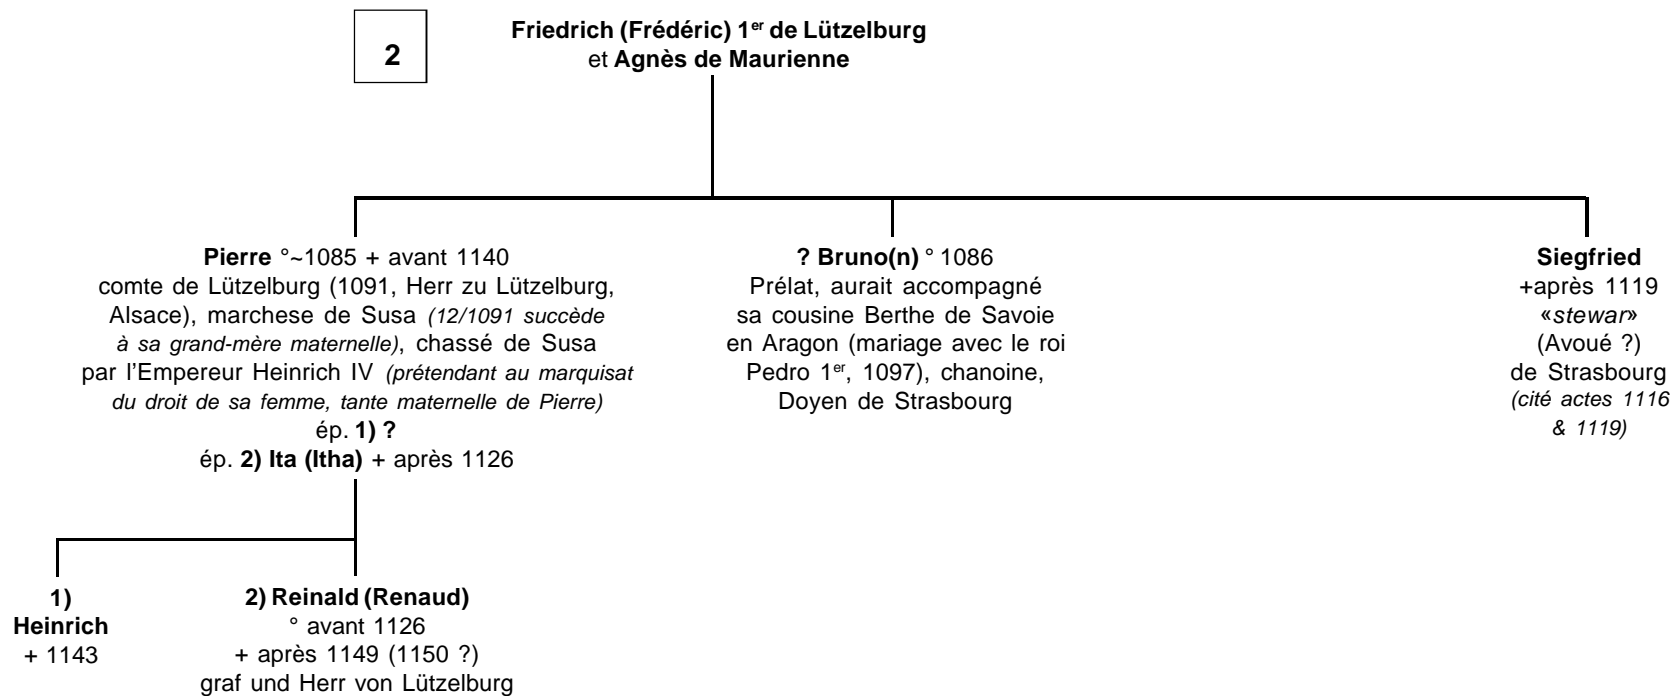 2
Friedrich (Frédéric) 1er de Lützelburg
et Agnès de Maurienne
Pierre °~1085 + avant 1140
comte de Lützelburg (1091, Herr zu Lützelburg,
Alsace), marchese de Susa (12/1091 succède
à sa grand-mère maternelle), chassé de Susa
par l'Empereur Heinrich IV (prétendant au marquisat
du droit de sa femme, tante maternelle de Pierre)
ép. 1) ?
ép. 2) Ita (Itha) + après 1126
? Bruno(n) ° 1086
Prélat, aurait accompagné
sa cousine Berthe de Savoie
en Aragon (mariage avec le roi
Pedro 1er, 1097), chanoine,
Doyen de Strasbourg
Siegfried
+après 1119
«stewar»
(Avoué ?)
de Strasbourg
(cité actes 1116
& 1119)
1)
Heinrich
+ 1143
2) Reinald (Renaud)
° avant 1126
+ après 1149 (1150 ?)
graf und Herr von Lützelburg